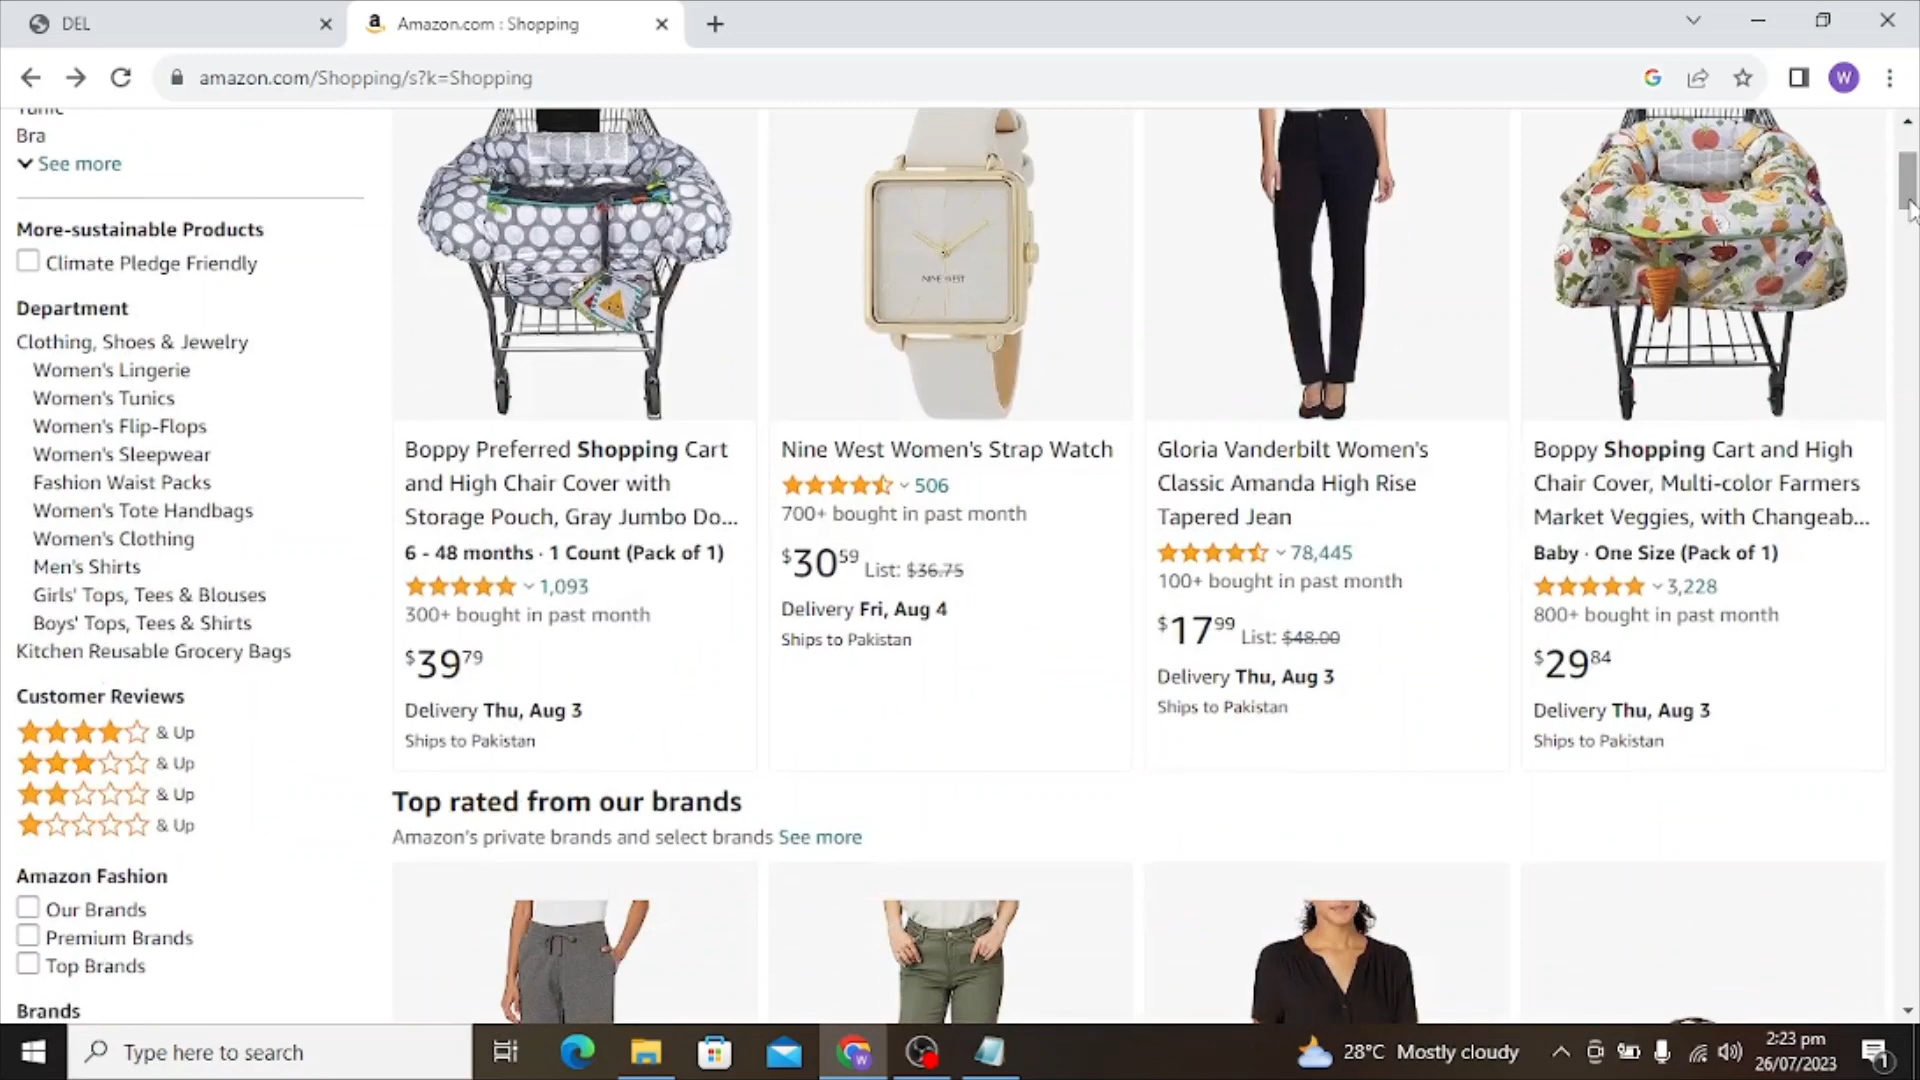 DEL
Amazon.com : Shopping
amazon.com/Shopping/s?k=Shopping
W
Tunic
Bra
See more
More-sustainable Products
Climate Pledge Friendly
Department
Clothing, Shoes & Jewelry
Women's Lingerie
Women's Tunics
Women's Flip-Flops
Women's Sleepwear
Fashion Waist Packs
Women's Tote Handbags
Women's Clothing
Men's Shirts
Girls' Tops, Tees & Blouses
Boys' Tops, Tees & Shirts
Kitchen Reusable Grocery Bags
Customer Reviews
& Up
& Up
& Up
& Up
Amazon Fashion
Our Brands
Premium Brands
Top Brands
Brands
Boppy Preferred Shopping Cart
and High Chair Cover with
Storage Pouch, Gray Jumbo Do...
6 - 48 months · 1 Count (Pack of 1)
1,093
300+ bought in past month
$39.79
Delivery Thu, Aug 3
Ships to Pakistan
NINE WEST
Nine West Women's Strap Watch
506
700+ bought in past month
$30.59 List: $36.75
Delivery Fri, Aug 4
Ships to Pakistan
Gloria Vanderbilt Women's
Classic Amanda High Rise
Tapered Jean
78,445
100+ bought in past month
$17.99 List: $48.00
Delivery Thu, Aug 3
Ships to Pakistan
Boppy Shopping Cart and High
Chair Cover, Multi-color Farmers
Market Veggies, with Changeab...
Baby · One Size (Pack of 1)
3,228
800+ bought in past month
$29.84
Delivery Thu, Aug 3
Ships to Pakistan
Top rated from our brands
Amazon's private brands and select brands See more
Type here to search
W
28°C Mostly cloudy
2:23 pm
26/07/2023
1